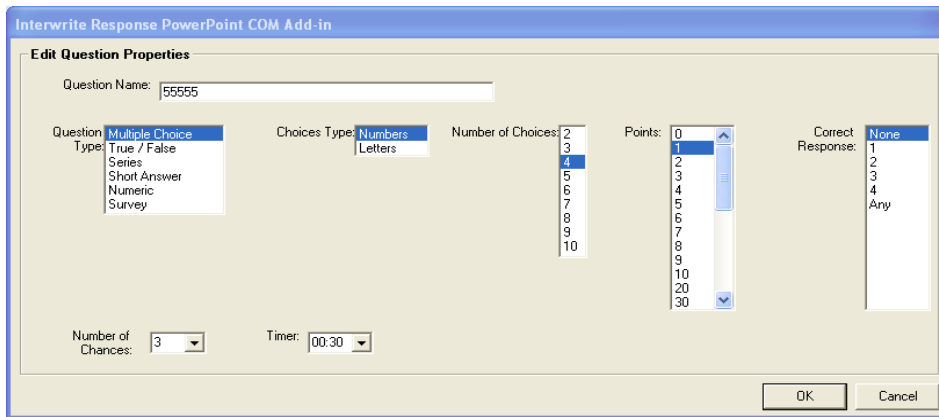 Interwrite Response PowerPoint COM Add-in
Edit Question Properties
Question Name: 55555
Question Type:
Multiple Choice
True / False
Series
Short Answer
Numeric
Survey
Choices Type:
Numbers
Letters
Number of Choices:
2
3
4
5
6
7
8
9
10
Points:
0
1
2
3
4
5
6
7
8
9
10
20
30
Correct
Response:
None
1
2
3
4
Any
Number of
Chances:
3
Timer: 00:30
OK
Cancel